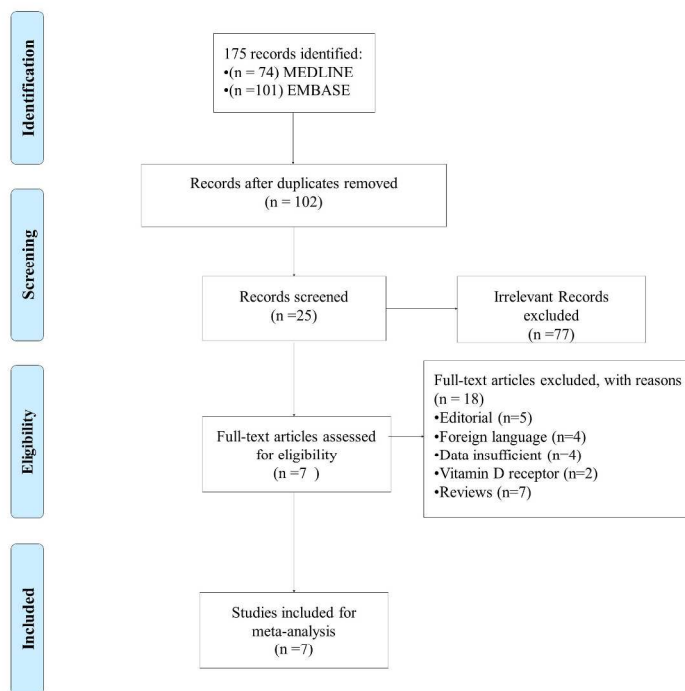 Identification
175 records identified:
•(n = 74) MEDLINE
•(n =101) EMBASE
Records after duplicates removed
(n = 102)
Screening
Records screened
(n =25)
Irrelevant Records
excluded
(n =77)
Eligibility
Full-text articles assessed
for eligibility
(n =7 )
Full-text articles excluded, with reasons
(n = 18)
•Editorial (n=5)
•Foreign language (n=4)
•Data insufficient (n=4)
•Vitamin D receptor (n=2)
•Reviews (n=7)
Included
Studies included for
meta-analysis
(n =7)